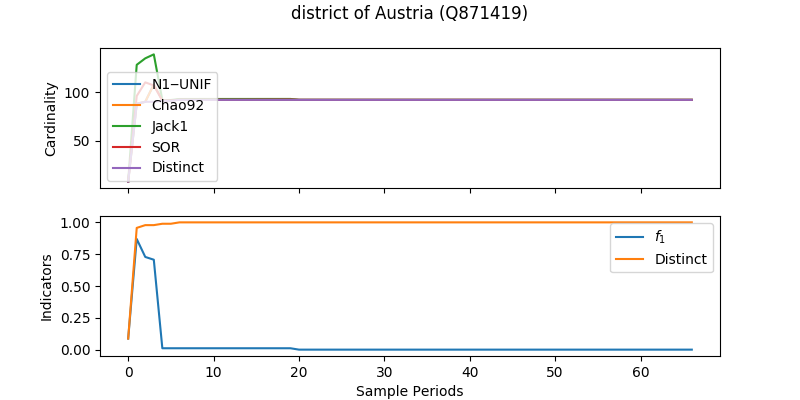 district of Austria (Q871419)
Cardinality
100
50
N1−UNIF
Chao92
Jack1
SOR
Distinct
Indicators
1.00
0.75
0.50
0.25
0.00
f1
Distinct
0 10 20 30 40 50 60
Sample Periods